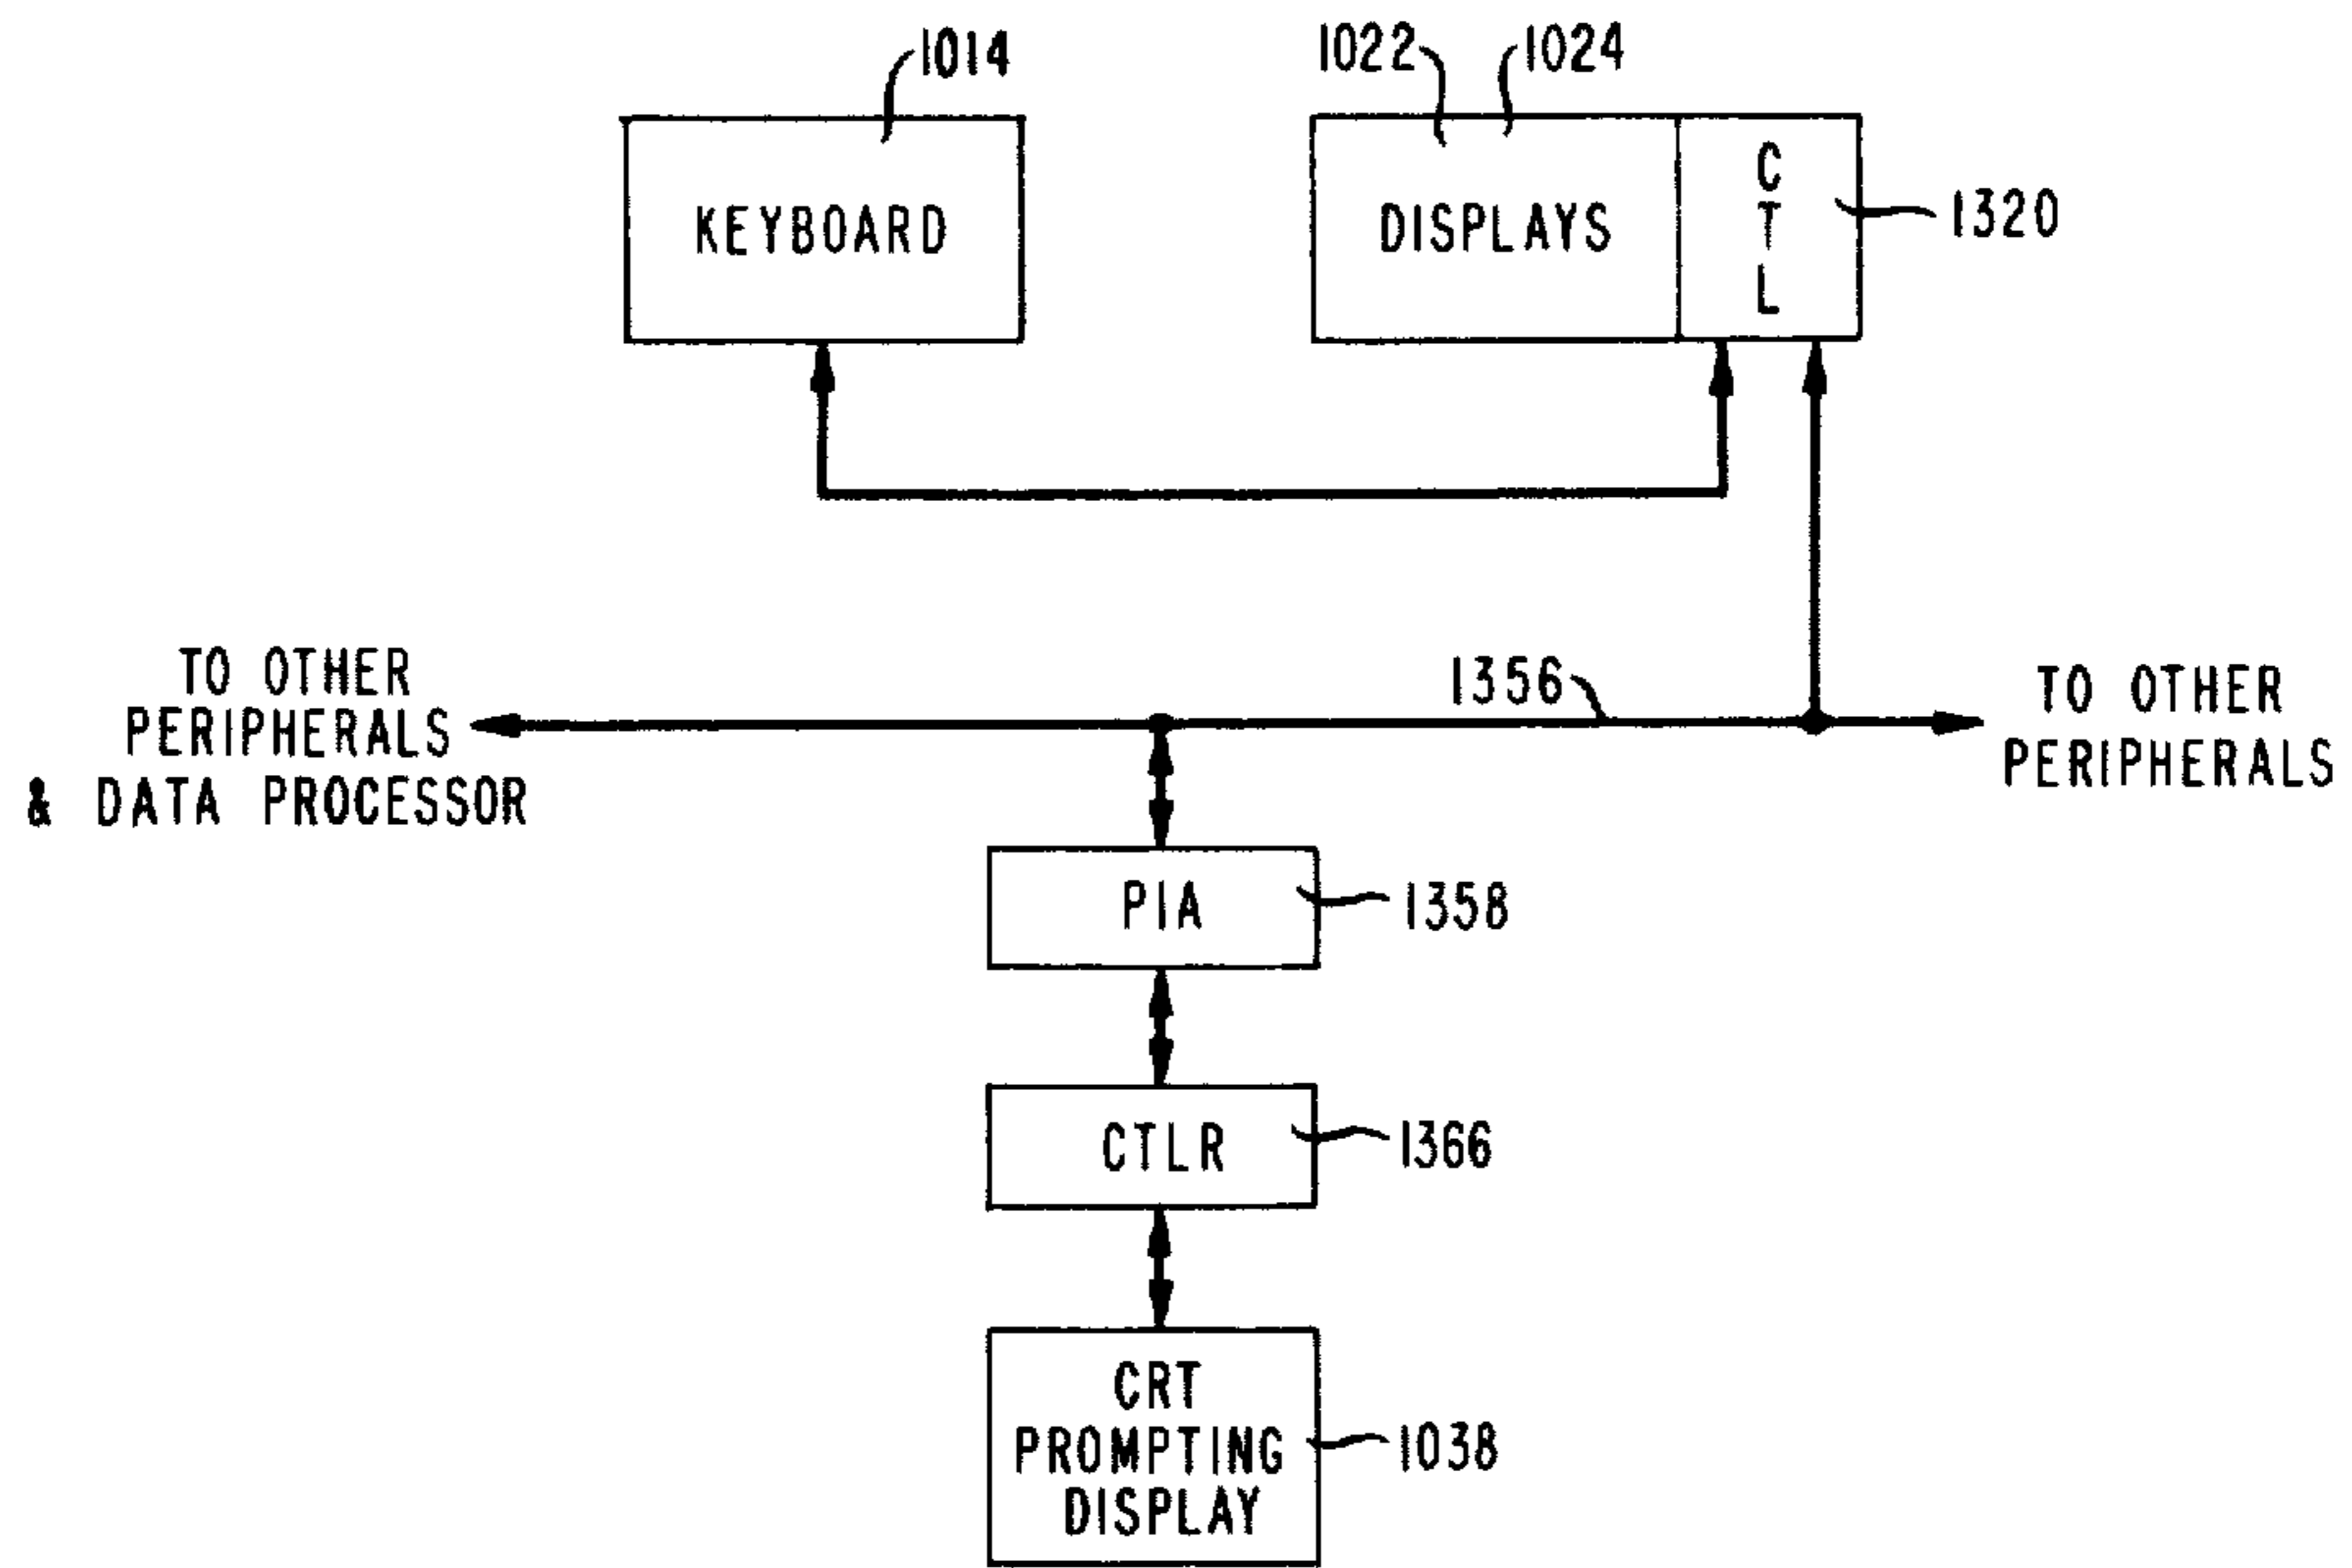 1014
1022
1024
KEYBOARD
DISPLAYS
CTL
1320
TO OTHER
PERIPHERALS
& DATA PROCESSOR
1356
TO OTHER
PERIPHERALS
PIA
1358
CTLR
1366
CRT
PROMPTING
DISPLAY
1038